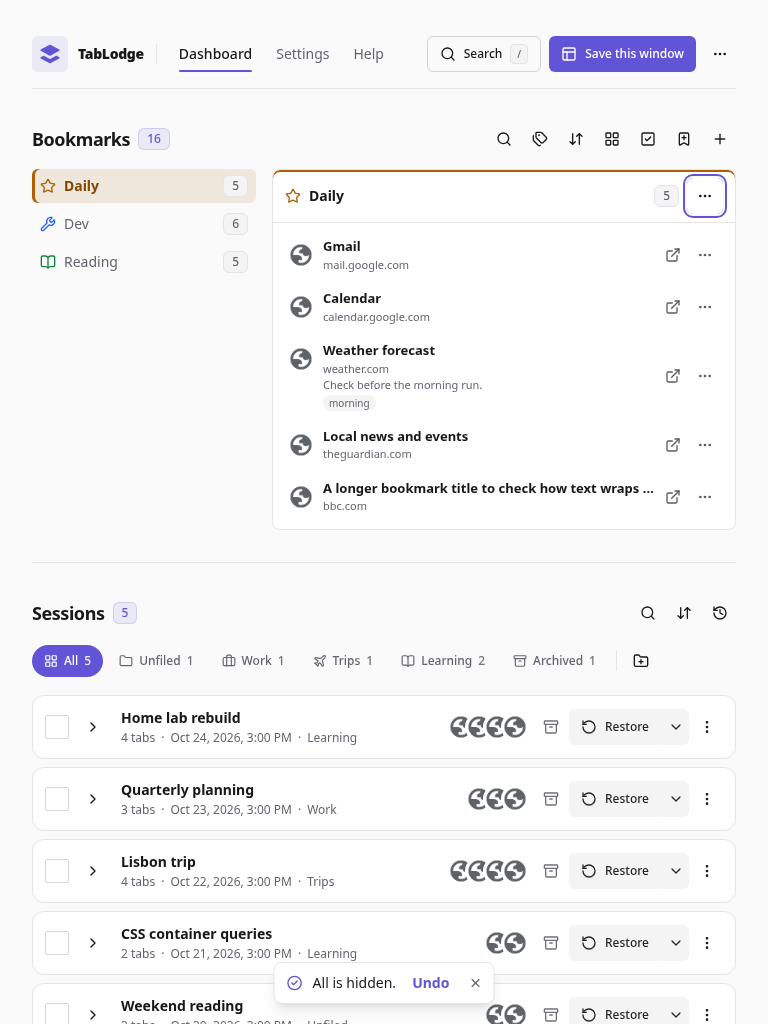 TabLodge
Dashboard
Settings
Help
Search /
Save this window
Bookmarks 16
Daily 5
Dev 6
Reading 5
Daily 5
Gmail
mail.google.com
Calendar
calendar.google.com
Weather forecast
weather.com
Check before the morning run.
morning
Local news and events
theguardian.com
A longer bookmark title to check how text wraps ...
bbc.com
Sessions 5
All 5
Unfiled 1
Work 1
Trips 1
Learning 2
Archived 1
Home lab rebuild
4 tabs · Oct 24, 2026, 3:00 PM · Learning
Restore
Quarterly planning
3 tabs · Oct 23, 2026, 3:00 PM · Work
Restore
Lisbon trip
4 tabs · Oct 22, 2026, 3:00 PM · Trips
Restore
CSS container queries
2 tabs · Oct 21, 2026, 3:00 PM · Learning
Restore
All is hidden. Undo
Weekend reading
Restore